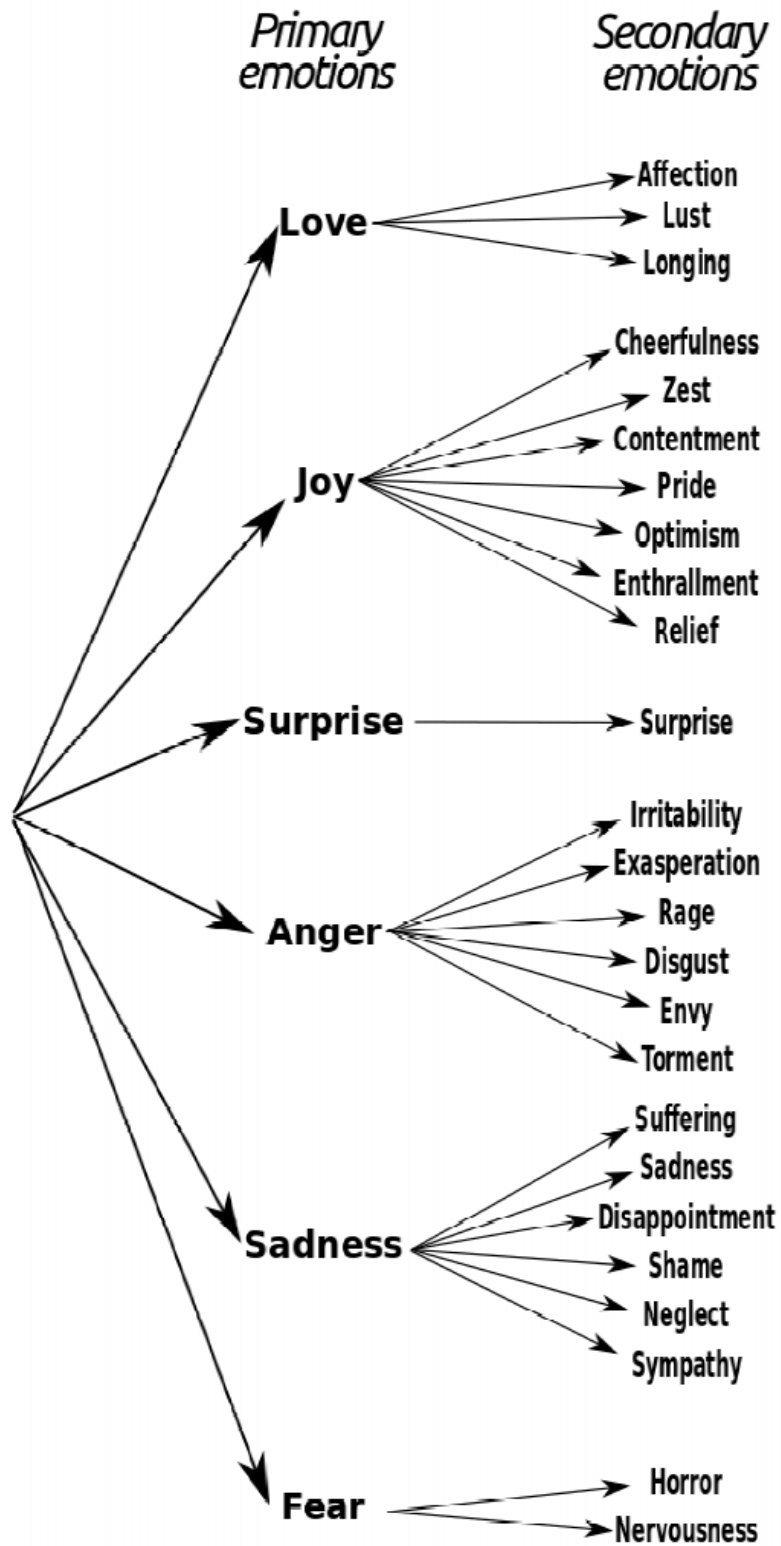 Primary
emotions
Secondary
emotions
Love
Affection
Lust
Longing
Joy
Cheerfulness
Zest
Contentment
Pride
Optimism
Enthrallment
Relief
Surprise
Surprise
Anger
Irritability
Exasperation
Rage
Disgust
Envy
Torment
Sadness
Suffering
Sadness
Disappointment
Shame
Neglect
Sympathy
Fear
Horror
Nervousness